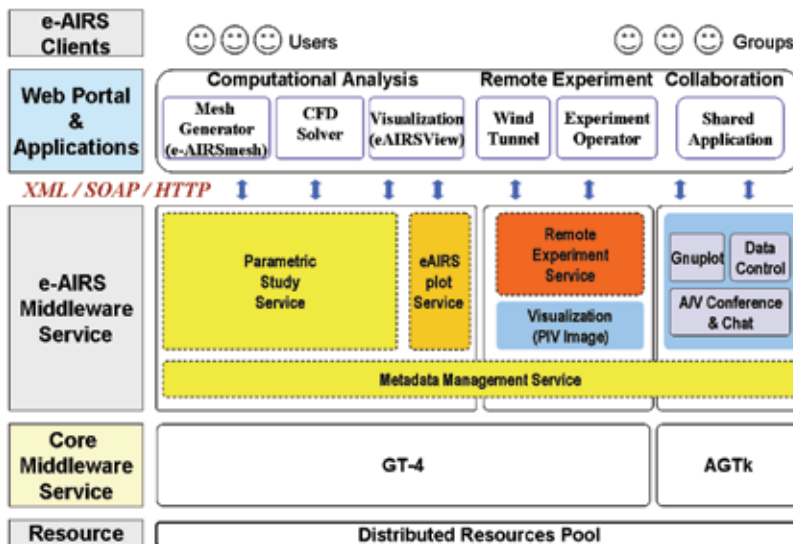 e-AIRS
Clients
Users
Groups
Web Portal
&
Applications
Computational Analysis
Remote Experiment
Collaboration
Mesh
Generator
(e-AIRSmesh)
CFD
Solver
Visualization
(eAIRSView)
Wind
Tunnel
Experiment
Operator
Shared
Application
XML / SOAP / HTTP
e-AIRS
Middleware
Service
Parametric
Study
Service
eAIRS
plot
Service
Remote
Experiment
Service
Visualization
(PIV Image)
Gnuplot
Data
Control
A/V Conference
& Chat
Metadata Management Service
Core
Middleware
Service
GT-4
AGTk
Resource
Distributed Resources Pool